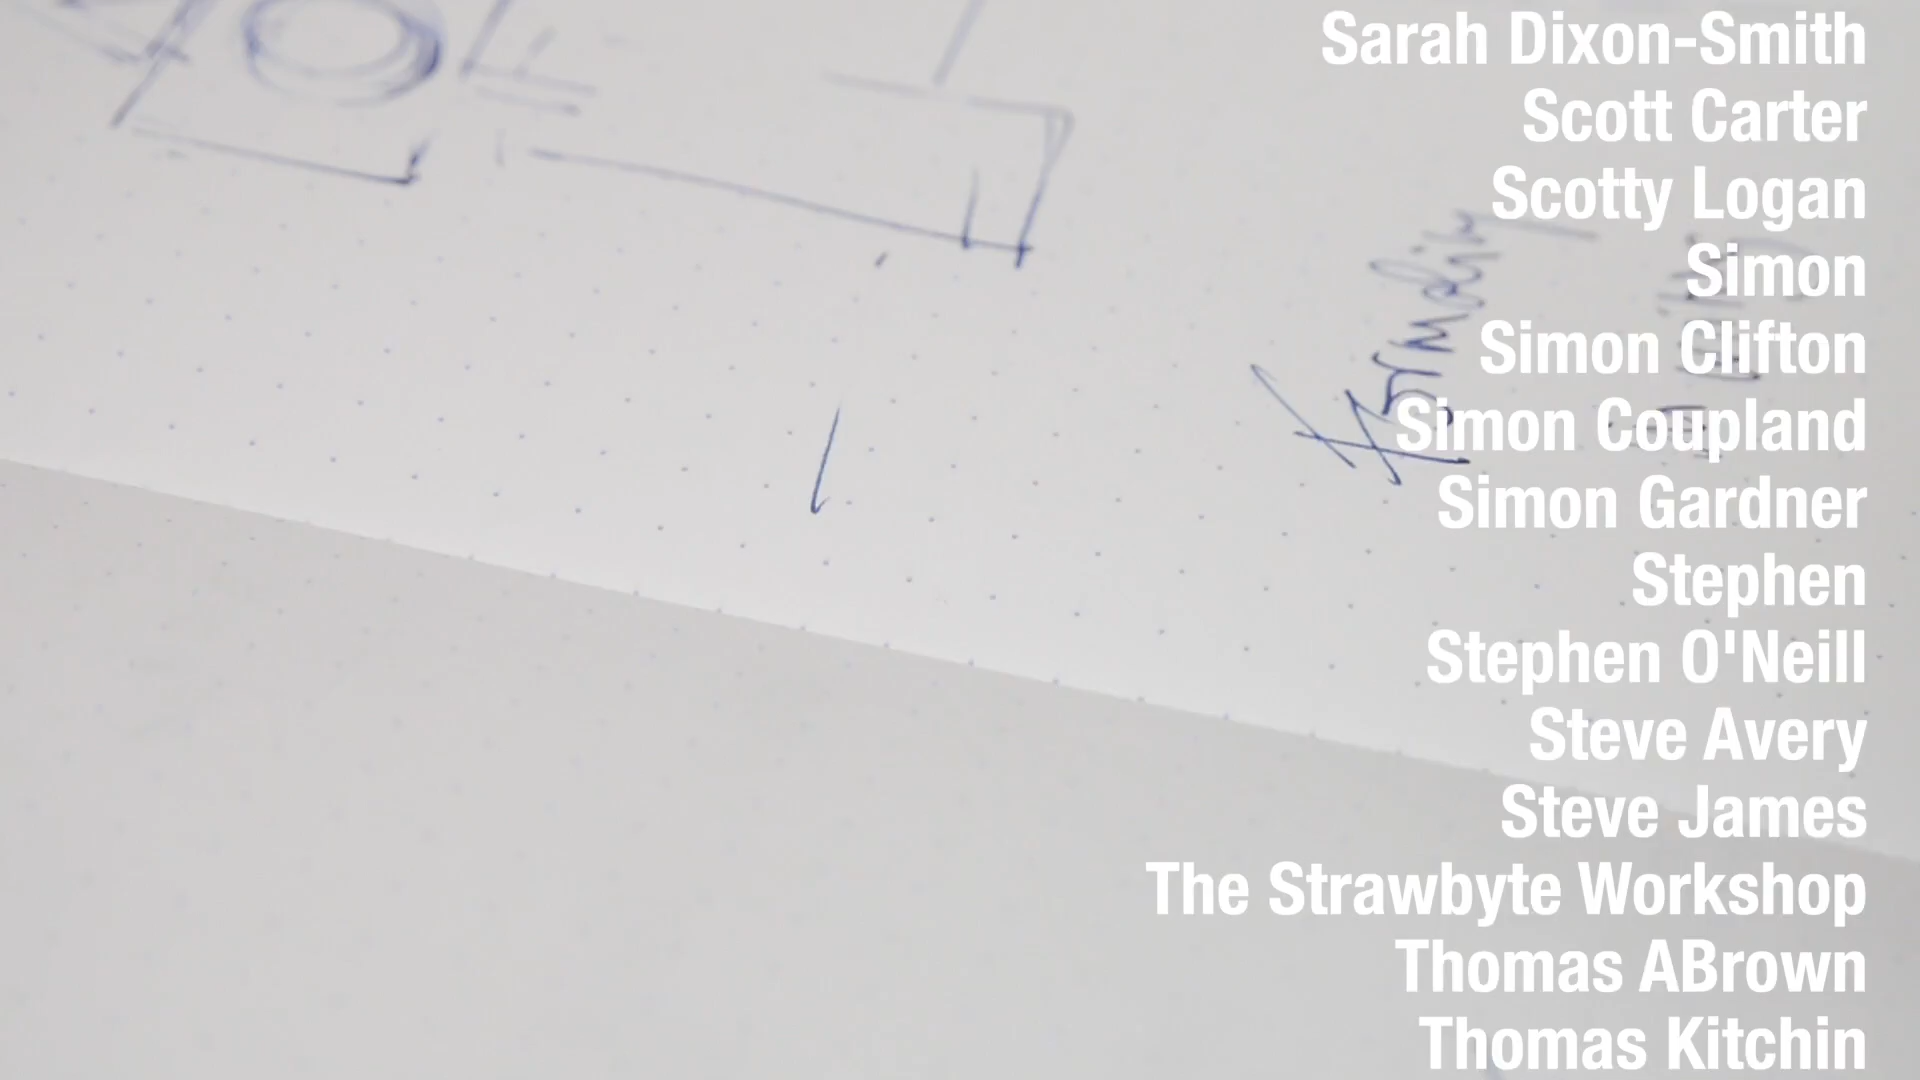 Sarah Dixon-Smith
Scott Carter
Scotty Logan
Simon
Simon Clifton
Simon Coupland
Simon Gardner
Stephen
Stephen O'Neill
Steve Avery
Steve James
The Strawbyte Workshop
Thomas ABrown
Thomas Kitchin